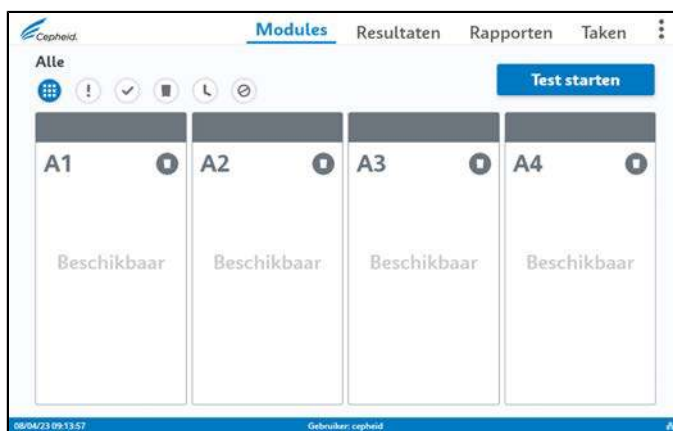 Cepheid.
Modules Resultaten Rapporten Taken
Alle
Test starten
A1 A2 A3 A4
Beschikbaar Beschikbaar Beschikbaar Beschikbaar
08/04/23 09:13:57 Gebruiker: cepheid